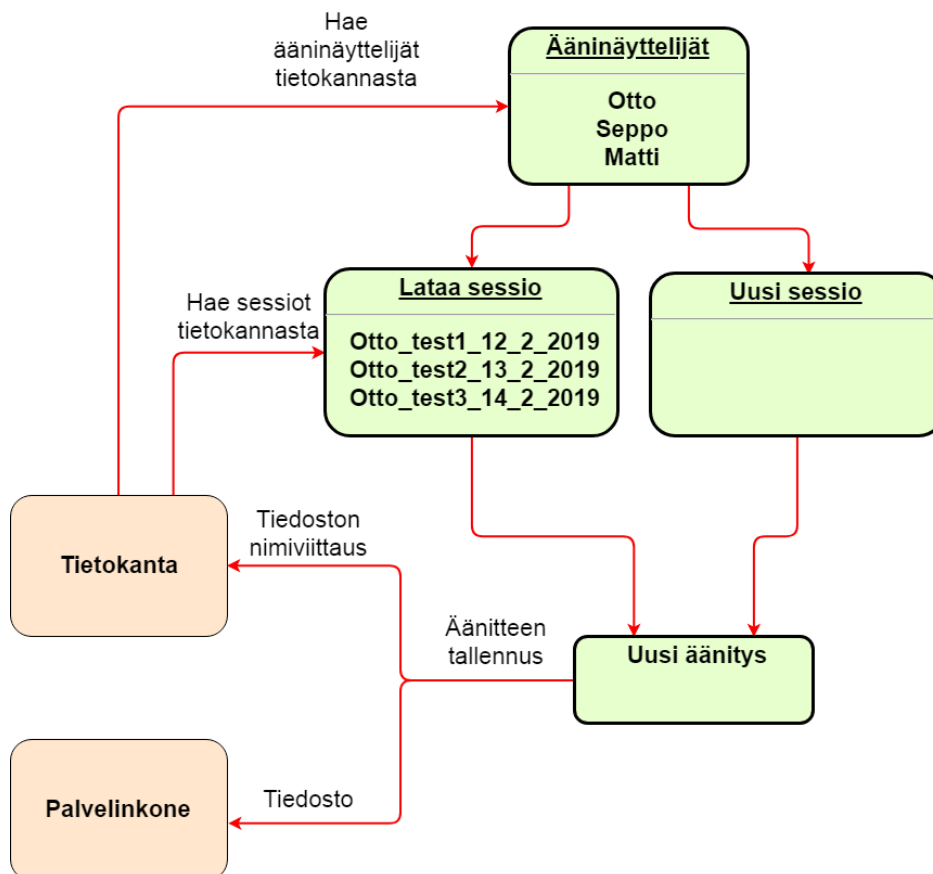 Hae
ääninäyttelijät
tietokannasta
Ääninäyttelijät
Otto
Seppo
Matti
Hae sessiot
tietokannasta
Lataa sessio
Otto_test1_12_2_2019
Otto_test2_13_2_2019
Otto_test3_14_2_2019
Uusi sessio
Tietokanta
Tiedoston
nimiviittaus
Äänitteen
tallennus
Uusi äänitys
Palvelinkone
Tiedosto